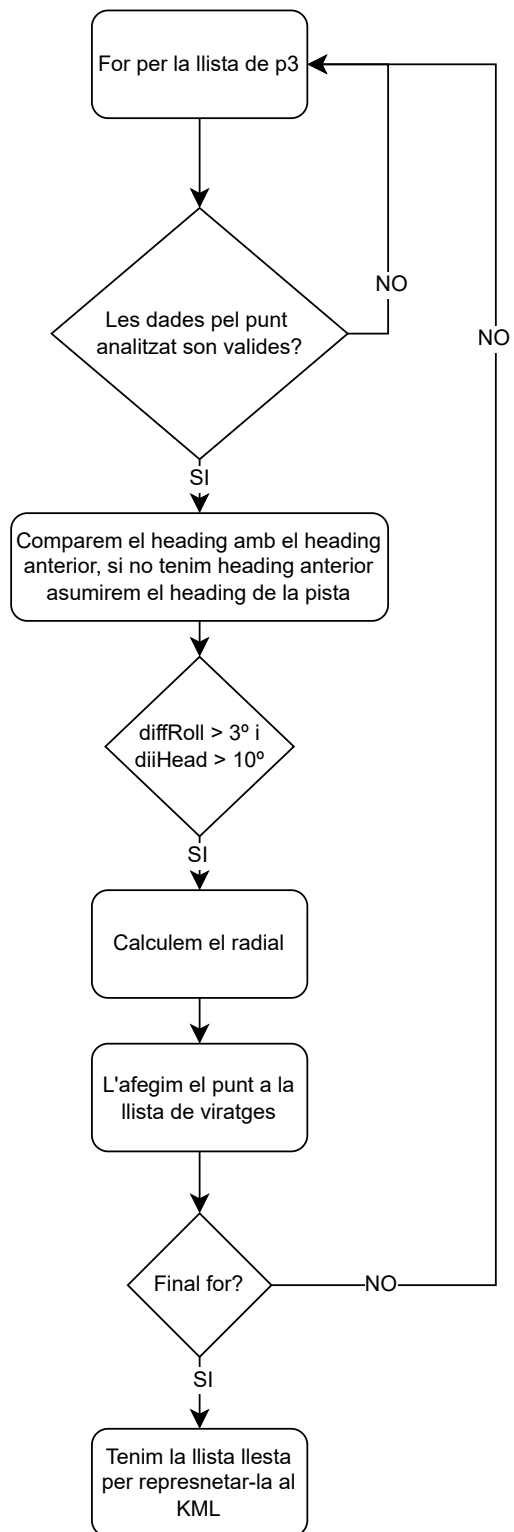 For per la llista de p3
NO
Les dades pel punt
analitzat son valides?
NO
SI
Comparem el heading amb el heading
anterior, si no tenim heading anterior
asumirem el heading de la pista
diffRoll > 3º i
diiHead > 10º
SI
Calculem el radial
L'afegim el punt a la
llista de viratges
Final for?
NO
SI
Tenim la llista llesta
per represnetar-la al
KML